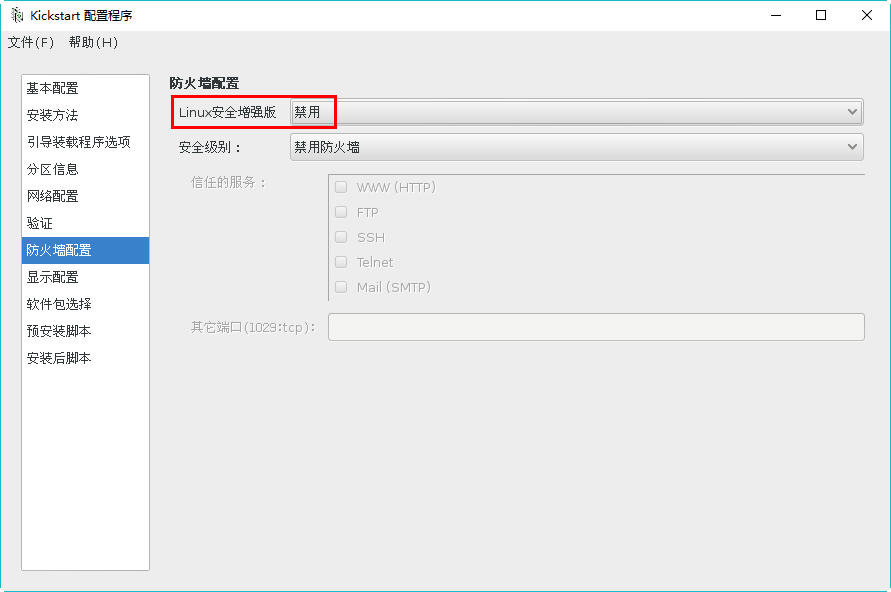 Kickstart 配置程序
文件(F) 帮助(H)
基本配置
安装方法
引导装载程序选项
分区信息
网络配置
验证
防火墙配置
显示配置
软件包选择
预安装脚本
安装后脚本
防火墙配置
Linux安全增强版 禁用
安全级别： 禁用防火墙
信任的服务：
WWW (HTTP)
FTP
SSH
Telnet
Mail (SMTP)
其它端口(1029:tcp):